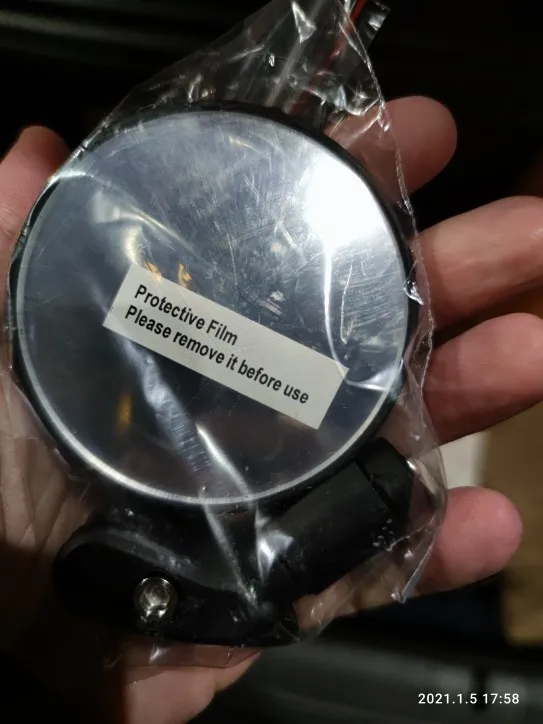 Protective Film
Please remove it before use
2021.1.5 17:58